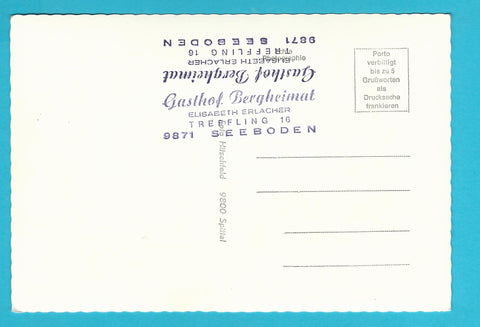 9871 SEEBODEN
TREFFLING 16
ELISABETH ERLACHER
Gasthof Bergheimat
Gasthof Bergheimat
ELISABETH ERLACHER
TREFFLING 16
9871 SEEBODEN
Hirschfeld 9800 Spittal
Porto
verbilligt
bis zu 5
Grußworten
als
Drucksache
frankieren